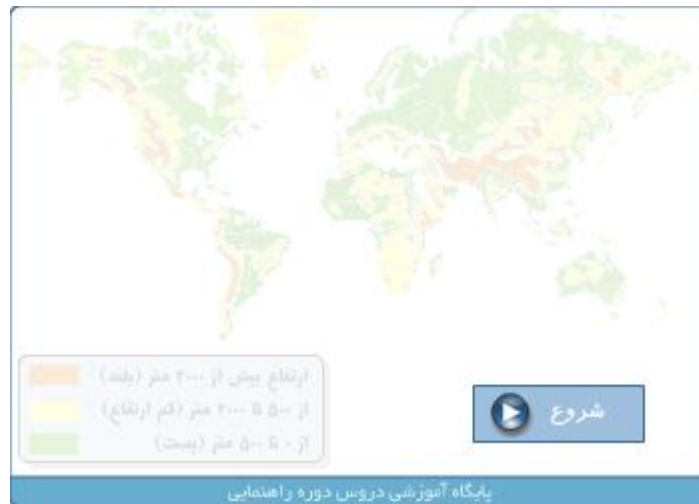 ارتفاع بیش از ۲۰۰۰ متر (بلند)
از ۵۰۰ تا ۲۰۰۰ متر (کم ارتفاع)
از ۰ تا ۵۰۰ متر (پست)
شروع
پایگاه آموزشی دروس دوره راهنمایی